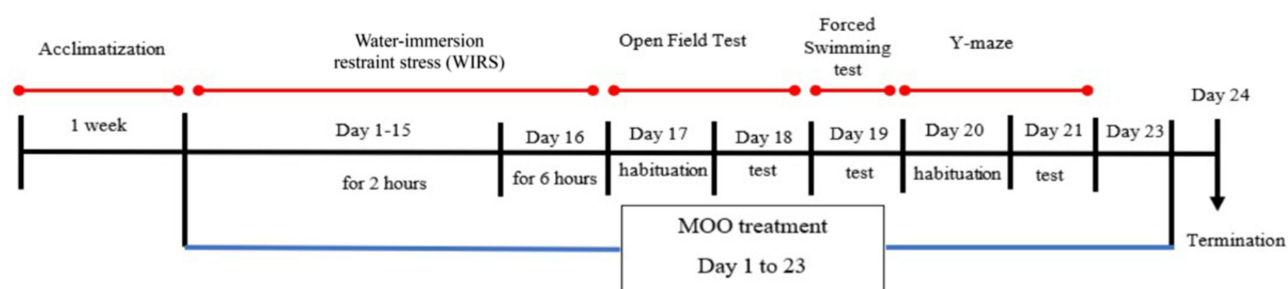 Acclimatization
Water-immersion
restraint stress (WIRS)
Open Field Test
Forced
Swimming
test
Y-maze
Day 24
1 week
Day 1-15
Day 16
Day 17
Day 18
Day 19
Day 20
Day 21
Day 23
for 2 hours
for 6 hours
habituation
test
test
habituation
test
MOO treatment
Day 1 to 23
Termination